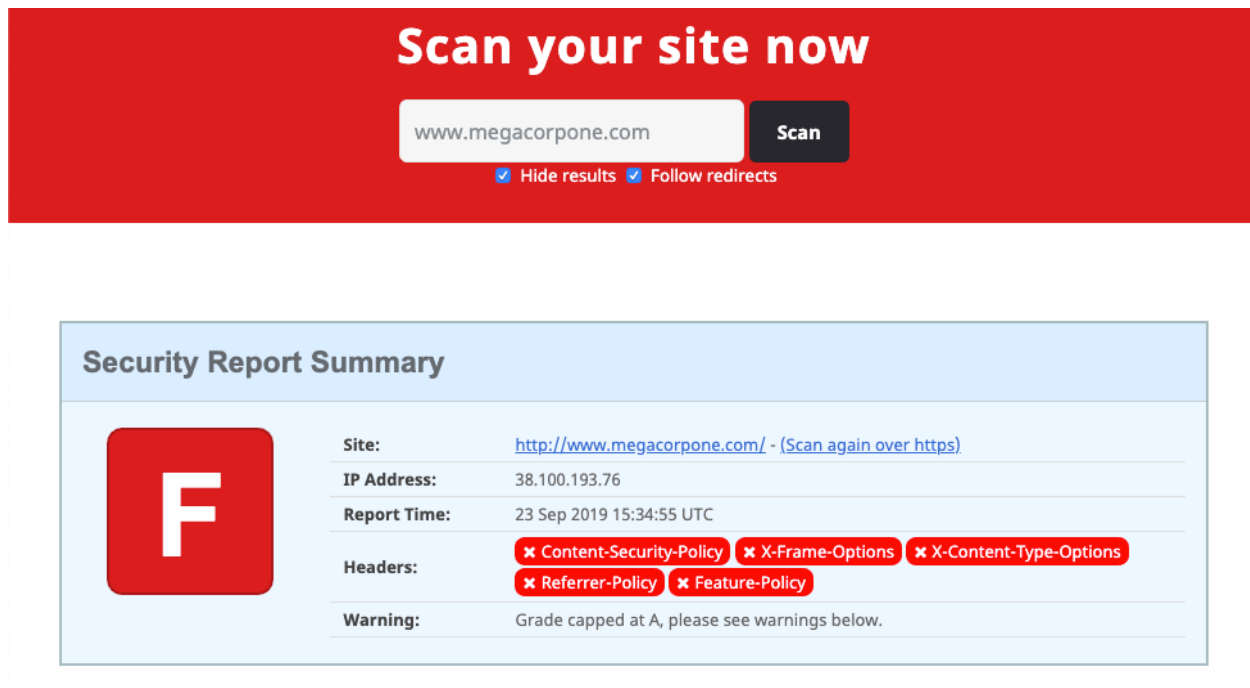 Scan your site now
www.megacorpone.com
Scan
Hide results Follow redirects
Security Report Summary
F
Site: http://www.megacorpone.com/ - (Scan again over https)
IP Address: 38.100.193.76
Report Time: 23 Sep 2019 15:34:55 UTC
Headers: ✖ Content-Security-Policy ✖ X-Frame-Options ✖ X-Content-Type-Options
✖ Referrer-Policy ✖ Feature-Policy
Warning: Grade capped at A, please see warnings below.